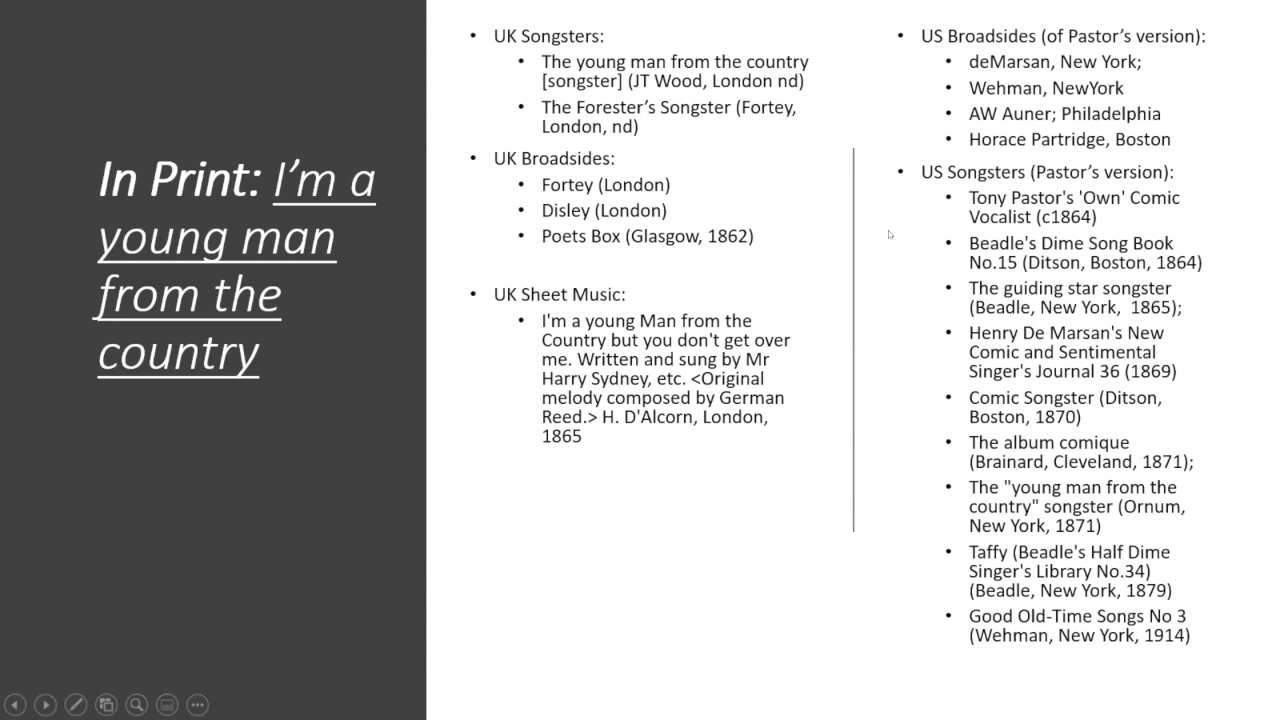 In Print: I’m a
young man
from the
country
• UK Songsters:
• The young man from the country
[songster] (JT Wood, London nd)
• The Forester’s Songster (Fortey,
London, nd)
• UK Broadsides:
• Fortey (London)
• Disley (London)
• Poets Box (Glasgow, 1862)
• UK Sheet Music:
• I'm a young Man from the
Country but you don't get over
me. Written and sung by Mr
Harry Sydney, etc. <Original
melody composed by German
Reed.> H. D'Alcorn, London,
1865
• US Broadsides (of Pastor’s version):
• deMarsan, New York;
• Wehman, NewYork
• AW Auner; Philadelphia
• Horace Partridge, Boston
• US Songsters (Pastor’s version):
• Tony Pastor's 'Own' Comic
Vocalist (c1864)
• Beadle's Dime Song Book
No.15 (Ditson, Boston, 1864)
• The guiding star songster
(Beadle, New York, 1865);
• Henry De Marsan's New
Comic and Sentimental
Singer's Journal 36 (1869)
• Comic Songster (Ditson,
Boston, 1870)
• The album comique
(Brainard, Cleveland, 1871);
• The "young man from the
country" songster (Ornum,
New York, 1871)
• Taffy (Beadle's Half Dime
Singer's Library No.34)
(Beadle, New York, 1879)
• Good Old-Time Songs No 3
(Wehman, New York, 1914)